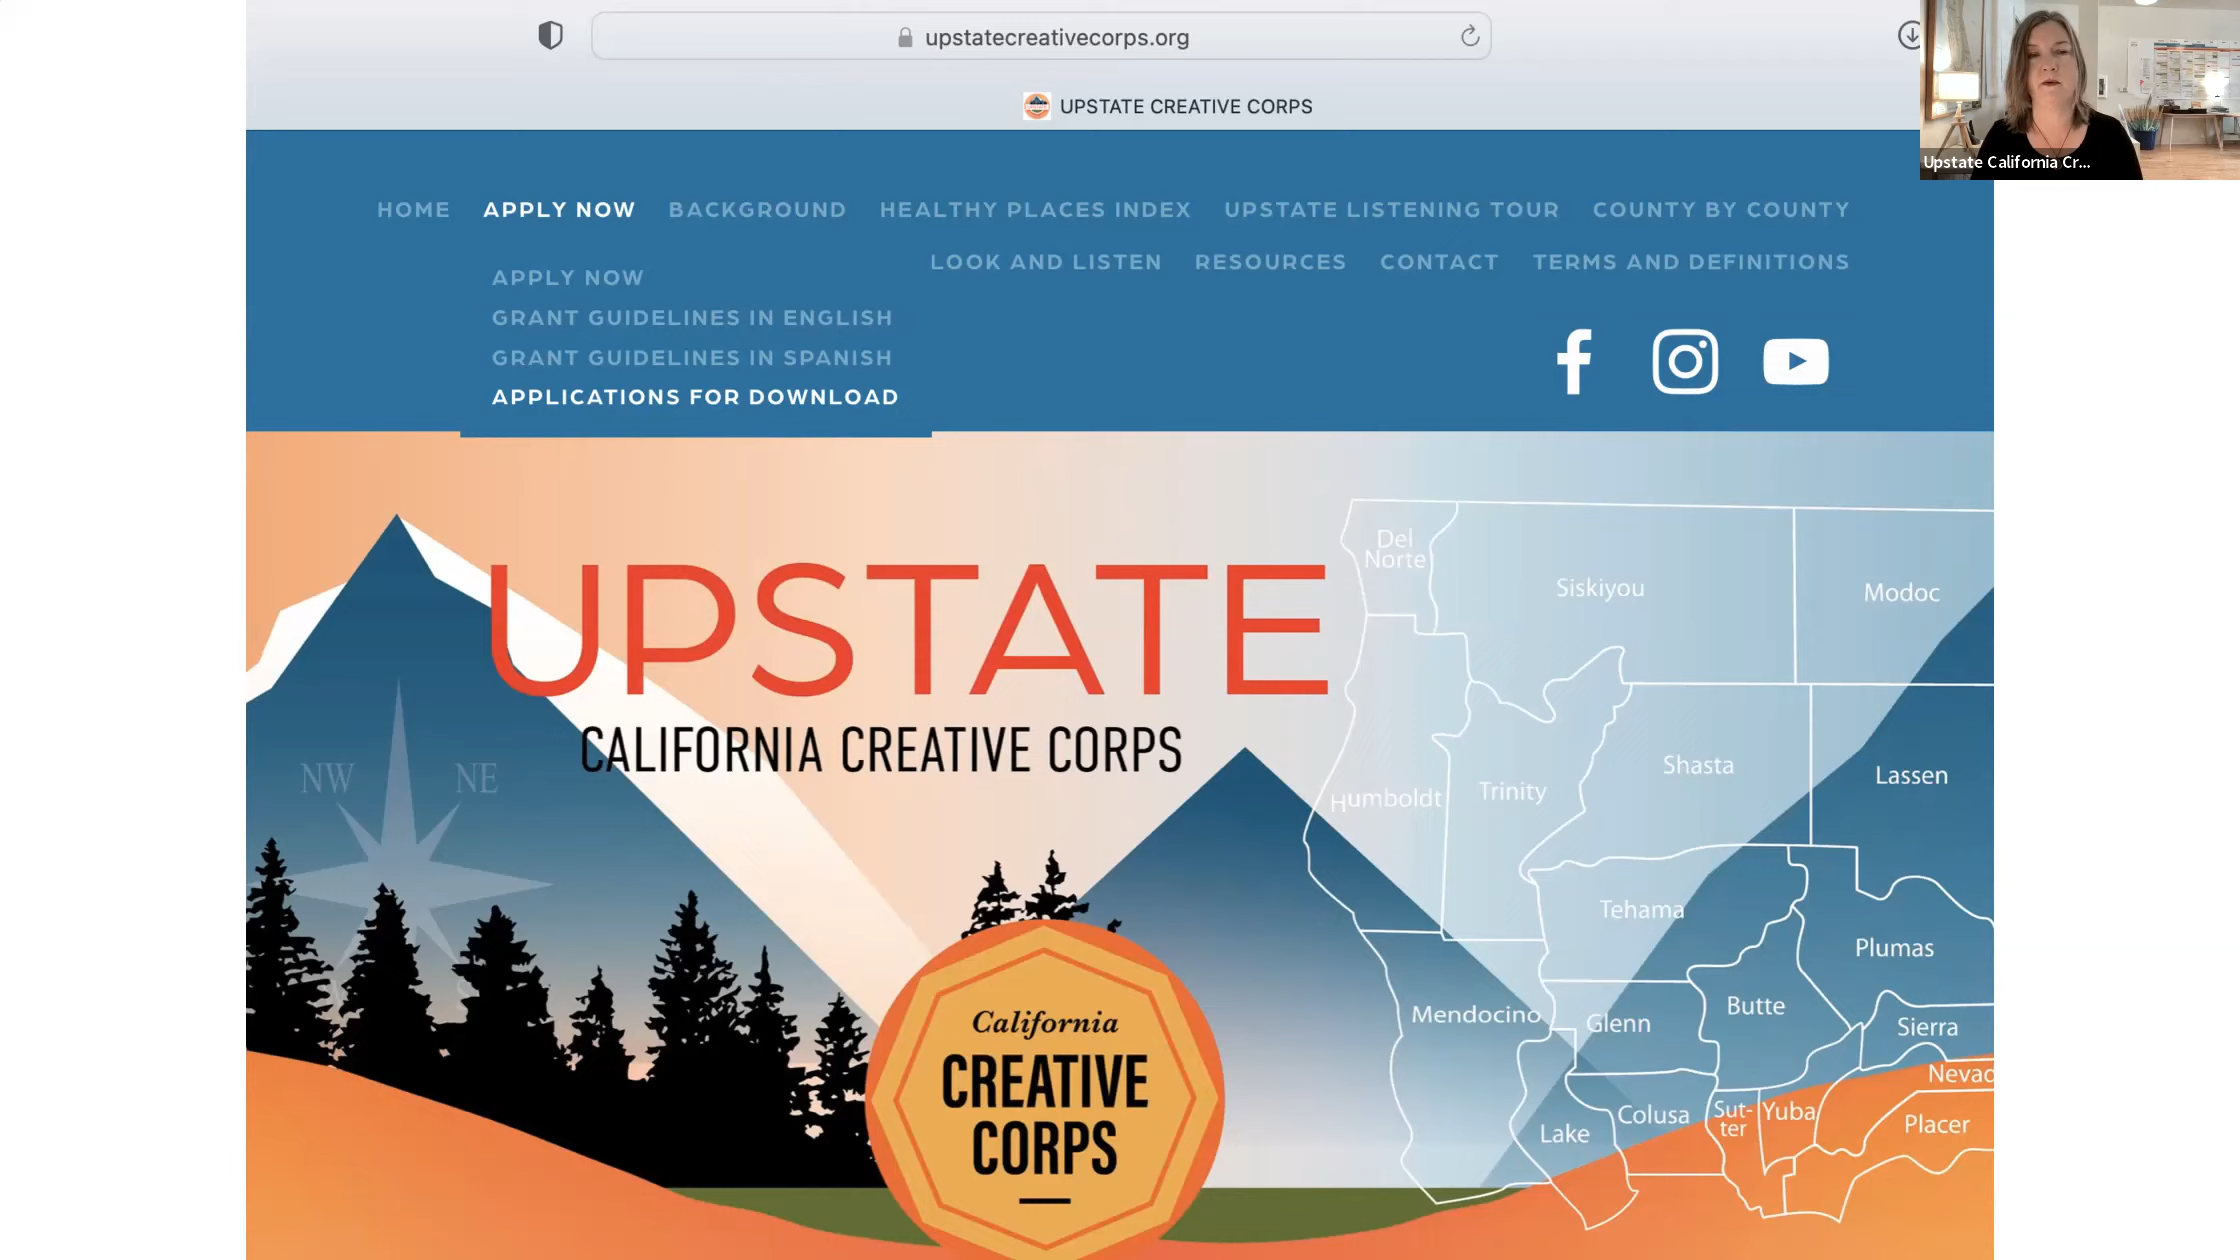 upstatecreativecorps.org
UPSTATE CREATIVE CORPS
Upstate California Cr...
HOME APPLY NOW BACKGROUND HEALTHY PLACES INDEX UPSTATE LISTENING TOUR COUNTY BY COUNTY
LOOK AND LISTEN RESOURCES CONTACT TERMS AND DEFINITIONS
APPLY NOW
GRANT GUIDELINES IN ENGLISH
GRANT GUIDELINES IN SPANISH
APPLICATIONS FOR DOWNLOAD
UPSTATE
CALIFORNIA CREATIVE CORPS
NW NE
California
CREATIVE
CORPS
Del
Norte
Siskiyou
Modoc
Humboldt
Trinity
Shasta
Lassen
Tehama
Plumas
Mendocino
Glenn
Butte
Sierra
Nevad
Lake
Colusa
Sut-
ter
Yuba
Placer